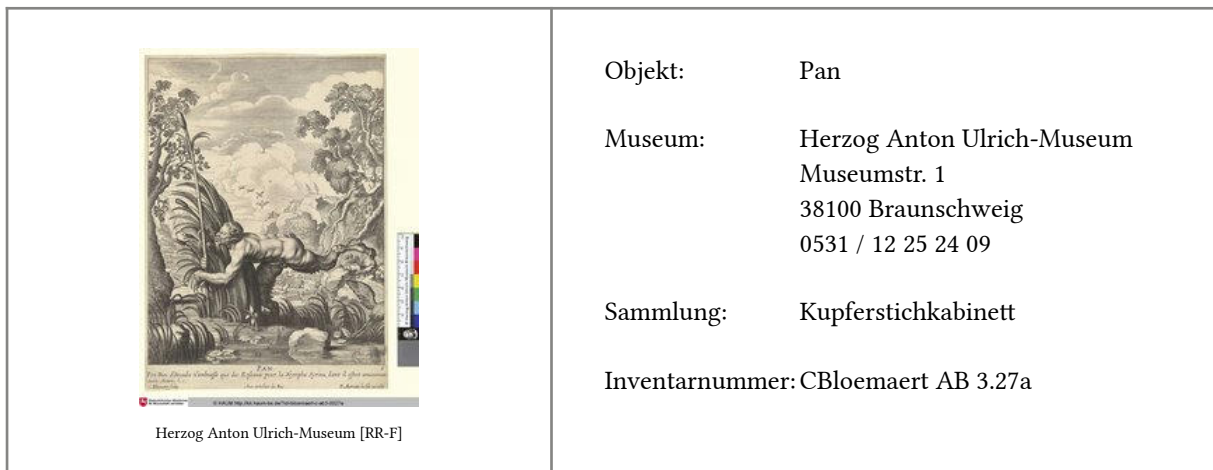 PAN
Herzog Anton Ulrich-Museum [RR-F]
Objekt: Pan
Museum: Herzog Anton Ulrich-Museum
Museumstr. 1
38100 Braunschweig
0531 / 12 25 24 09
Sammlung: Kupferstichkabinett
Inventarnummer: CBloemaert AB 3.27a